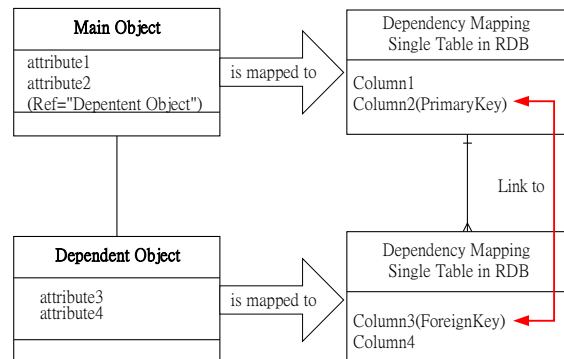 Main Object
attribute1
attribute2
(Ref="Depentent Object")
is mapped to
Dependency Mapping
Single Table in RDB
Column1
Column2(PrimaryKey)
Link to
Dependent Object
attribute3
attribute4
is mapped to
Dependency Mapping
Single Table in RDB
Column3(ForeignKey)
Column4